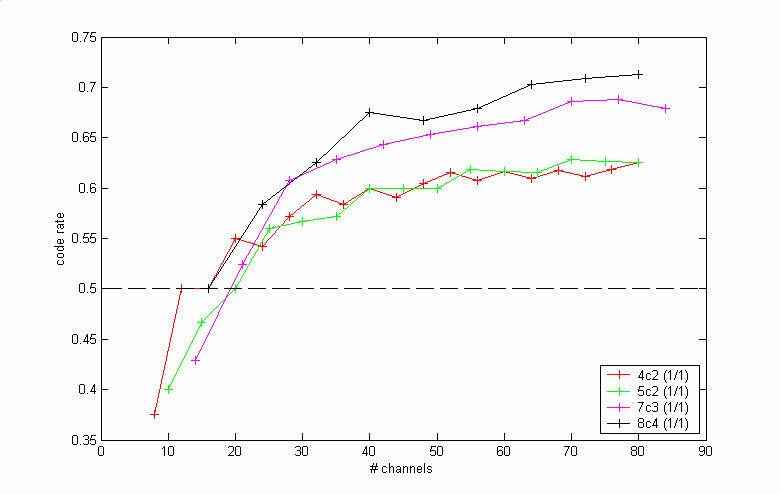 0.75
0.7
0.65
0.6
0.55
0.5
0.45
0.4
0.35
code rate
0 10 20 30 40 50 60 70 80 90
# channels
4c2 (1/1)
5c2 (1/1)
7c3 (1/1)
8c4 (1/1)